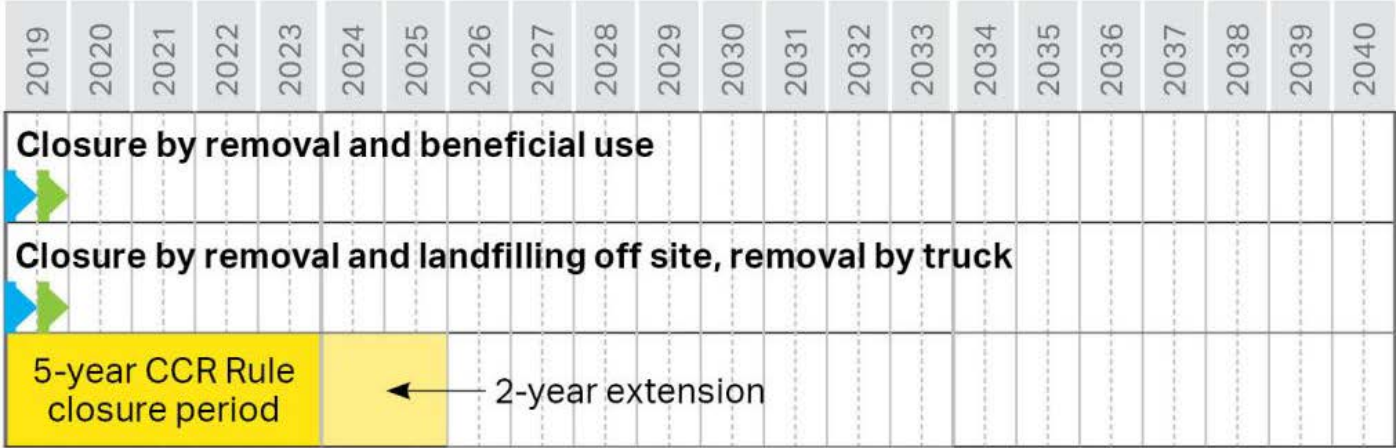 2019 2020 2021 2022 2023 2024 2025 2026 2027 2028 2029 2030 2031 2032 2033 2034 2035 2036 2037 2038 2039 2040
Closure by removal and beneficial use
Closure by removal and landfilling off site, removal by truck
5-year CCR Rule
closure period
2-year extension